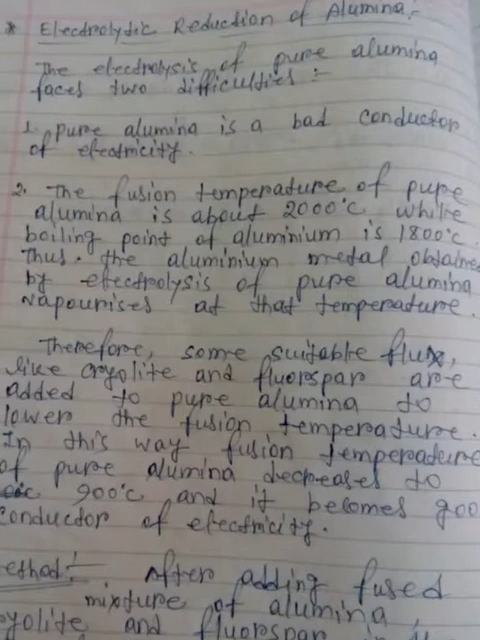 * Electrolytic Reduction of Alumina :-
The electrolysis of pure alumina
faces two difficulties :-
1. pure alumina is a bad conductor
of electricity.
2. The fusion temperature of pure
alumina is about 2000°c while
boiling point of aluminium is 1800°c.
Thus. the aluminium metal obtained
by electrolysis of pure alumina
vapourises at that temperature.
Therefore, some suitable flux,
like cryolite and fluorspar are
added to pure alumina to
lower the fusion temperature.
In this way fusion temperature
of pure alumina decreases to
900°c and it becomes goo
conductor of electricity.
ethod :- After adding fused
mixture of alumina,
yolite and fluorspar